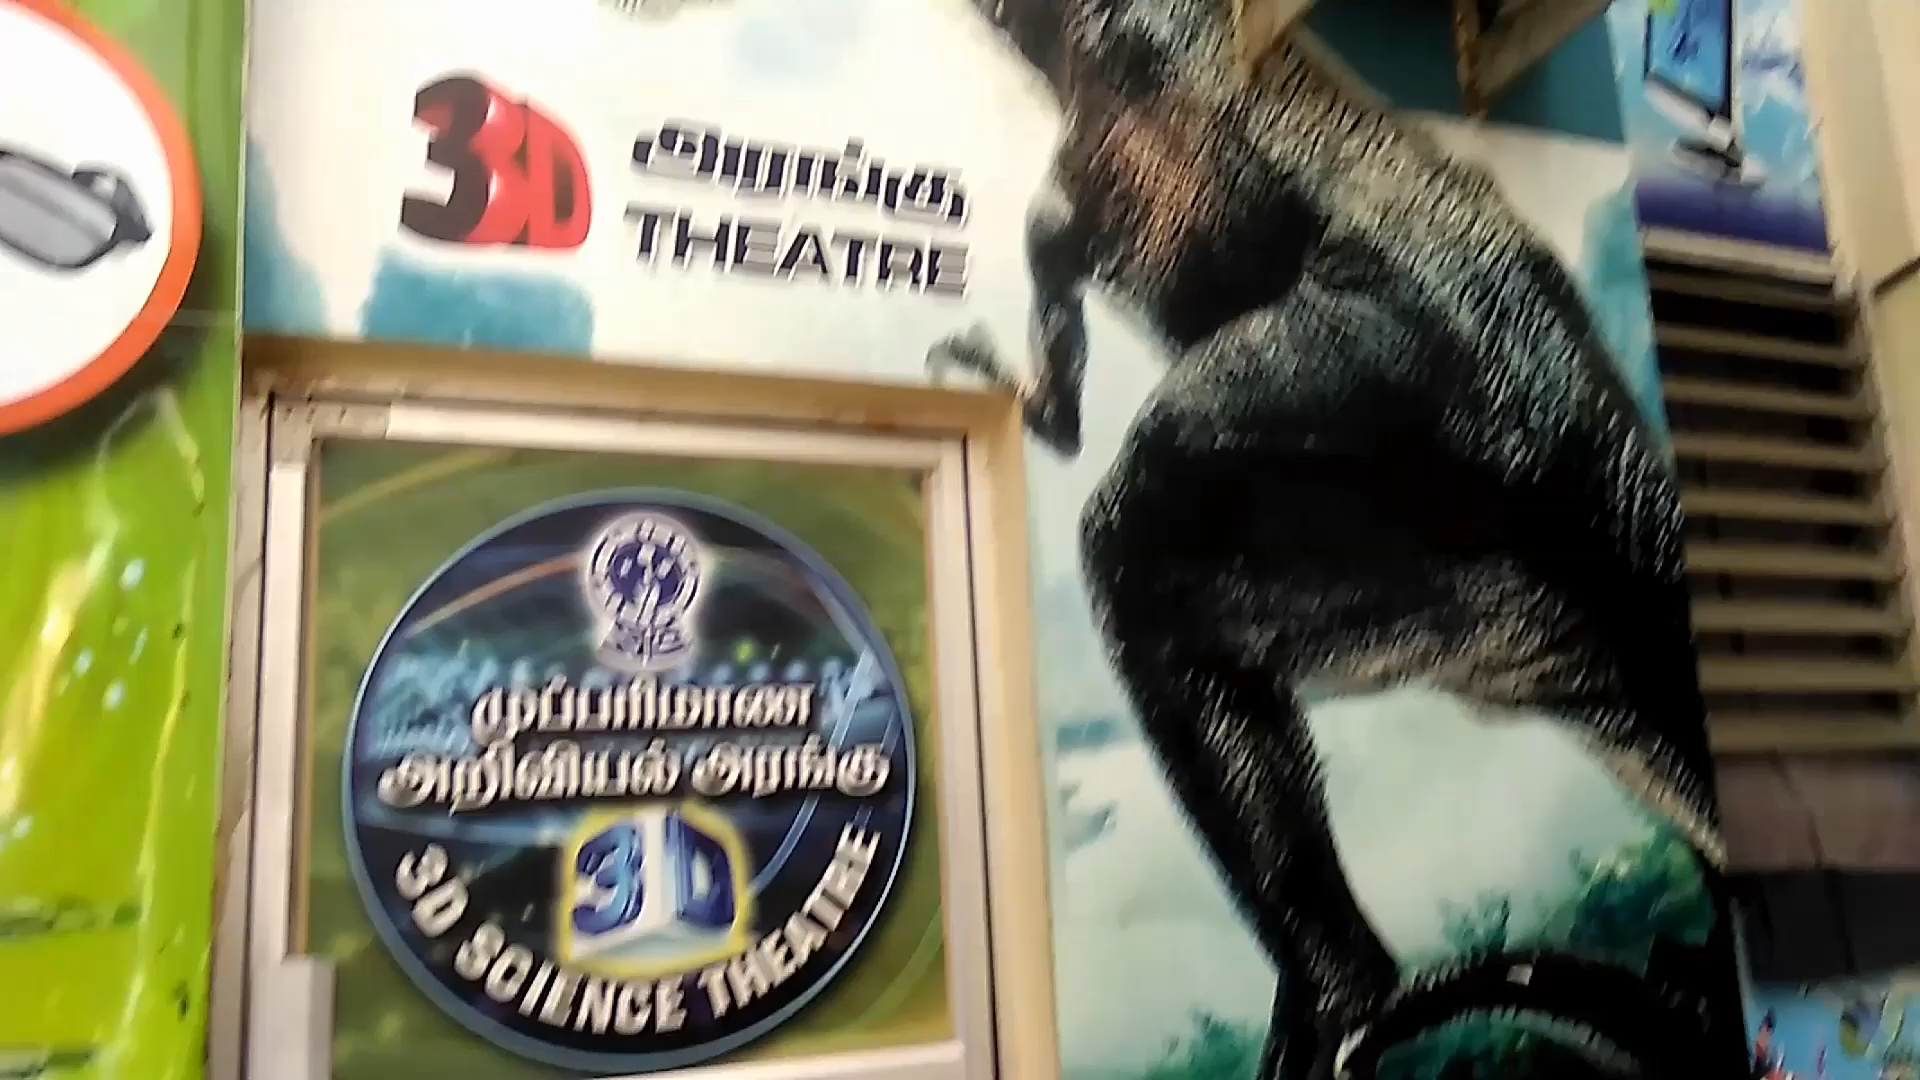 3D அரங்கு
THEATRE
முப்பரிமாண
அறிவியல் அரங்கு
3D
3D SCIENCE THEATRE